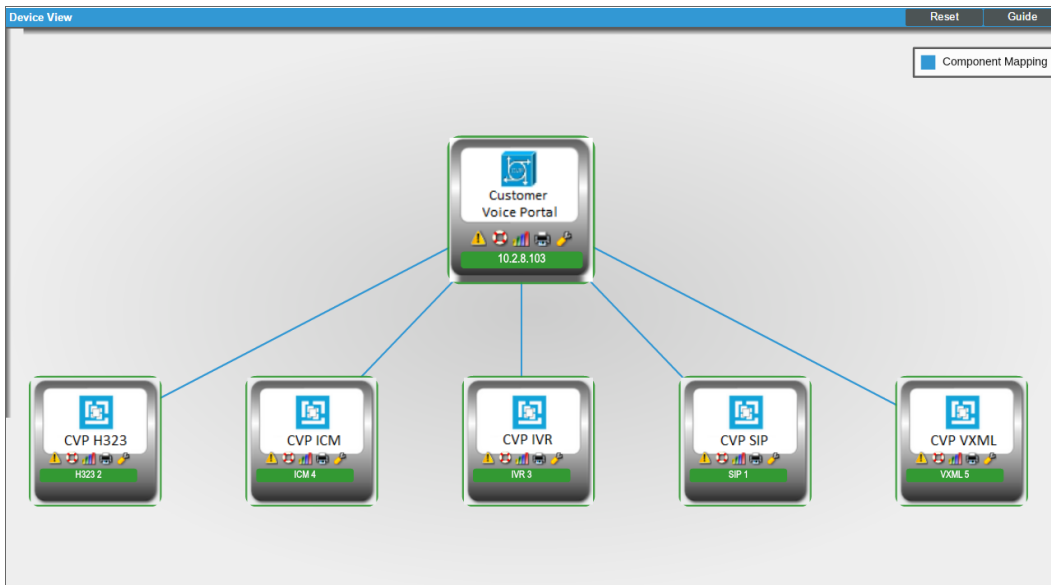 Device View
Reset
Guide
Component Mapping
Customer
Voice Portal
10.2.8.103
CVP H323
H323 2
CVP ICM
ICM 4
CVP IVR
IVR 3
CVP SIP
SIP 1
CVP VXML
VXML 5